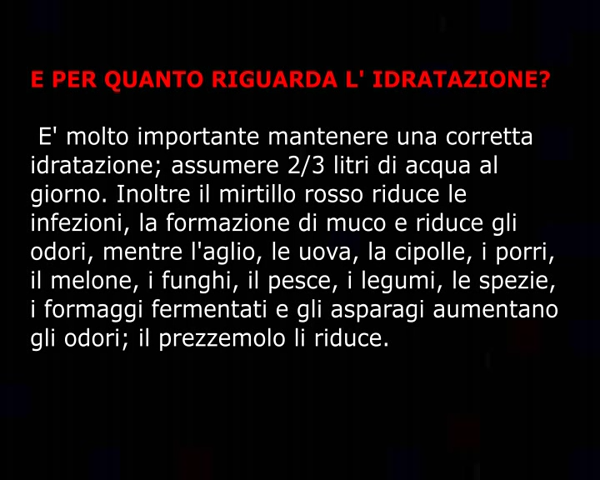 E PER QUANTO RIGUARDA L' IDRATAZIONE?
E' molto importante mantenere una corretta
idratazione; assumere 2/3 litri di acqua al
giorno. Inoltre il mirtillo rosso riduce le
infezioni, la formazione di muco e riduce gli
odori, mentre l'aglio, le uova, la cipolle, i porri,
il melone, i funghi, il pesce, i legumi, le spezie,
i formaggi fermentati e gli asparagi aumentano
gli odori; il prezzemolo li riduce.